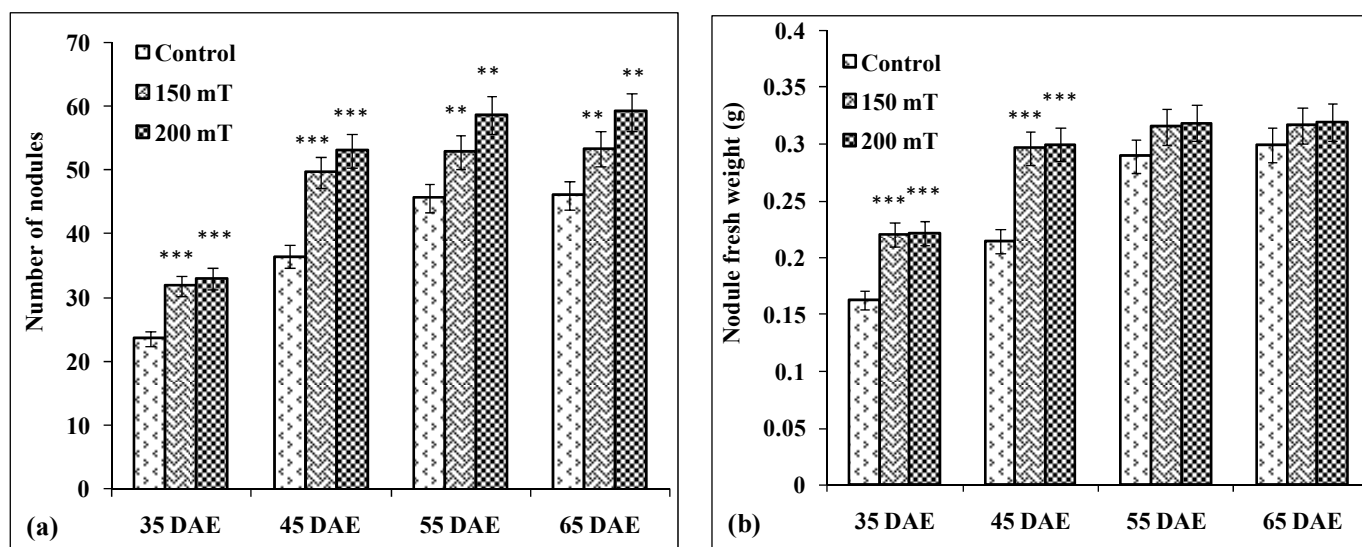 70
60
50
40
30
20
10
0
Number of nodules
Control
150 mT
200 mT
***
***
***
***
**
**
**
**
35 DAE
45 DAE
55 DAE
65 DAE
(a)
0.4
0.35
0.3
0.25
0.2
0.15
0.1
0.05
0
Nodule fresh weight (g)
Control
150 mT
200 mT
***
***
***
***
35 DAE
45 DAE
55 DAE
65 DAE
(b)